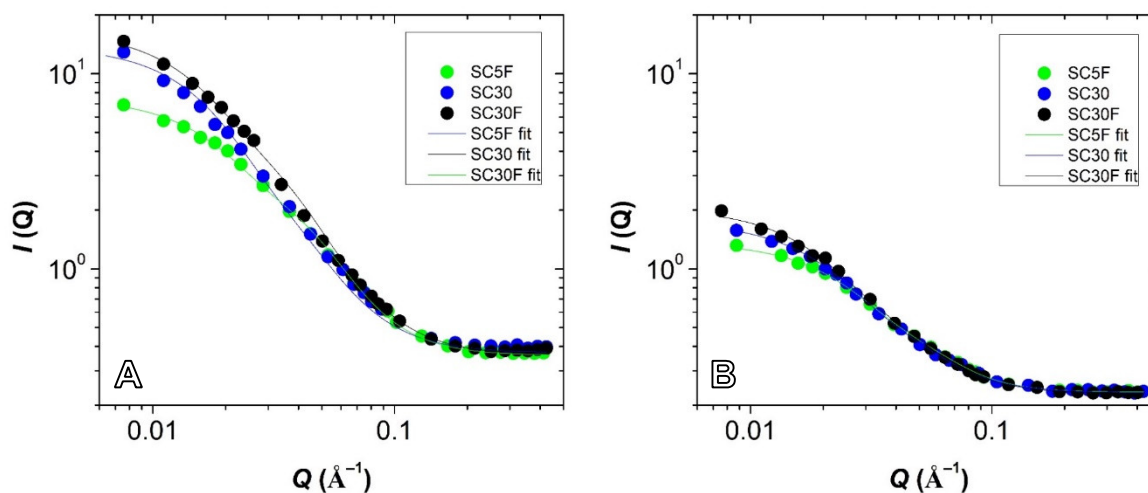 I (Q)
10¹
10⁰
SC5F
SC30
SC30F
SC5F fit
SC30 fit
SC30F fit
A
0.01
0.1
Q (Å⁻¹)
I (Q)
10¹
10⁰
SC5F
SC30
SC30F
SC5F fit
SC30 fit
SC30F fit
B
0.01
0.1
Q (Å⁻¹)